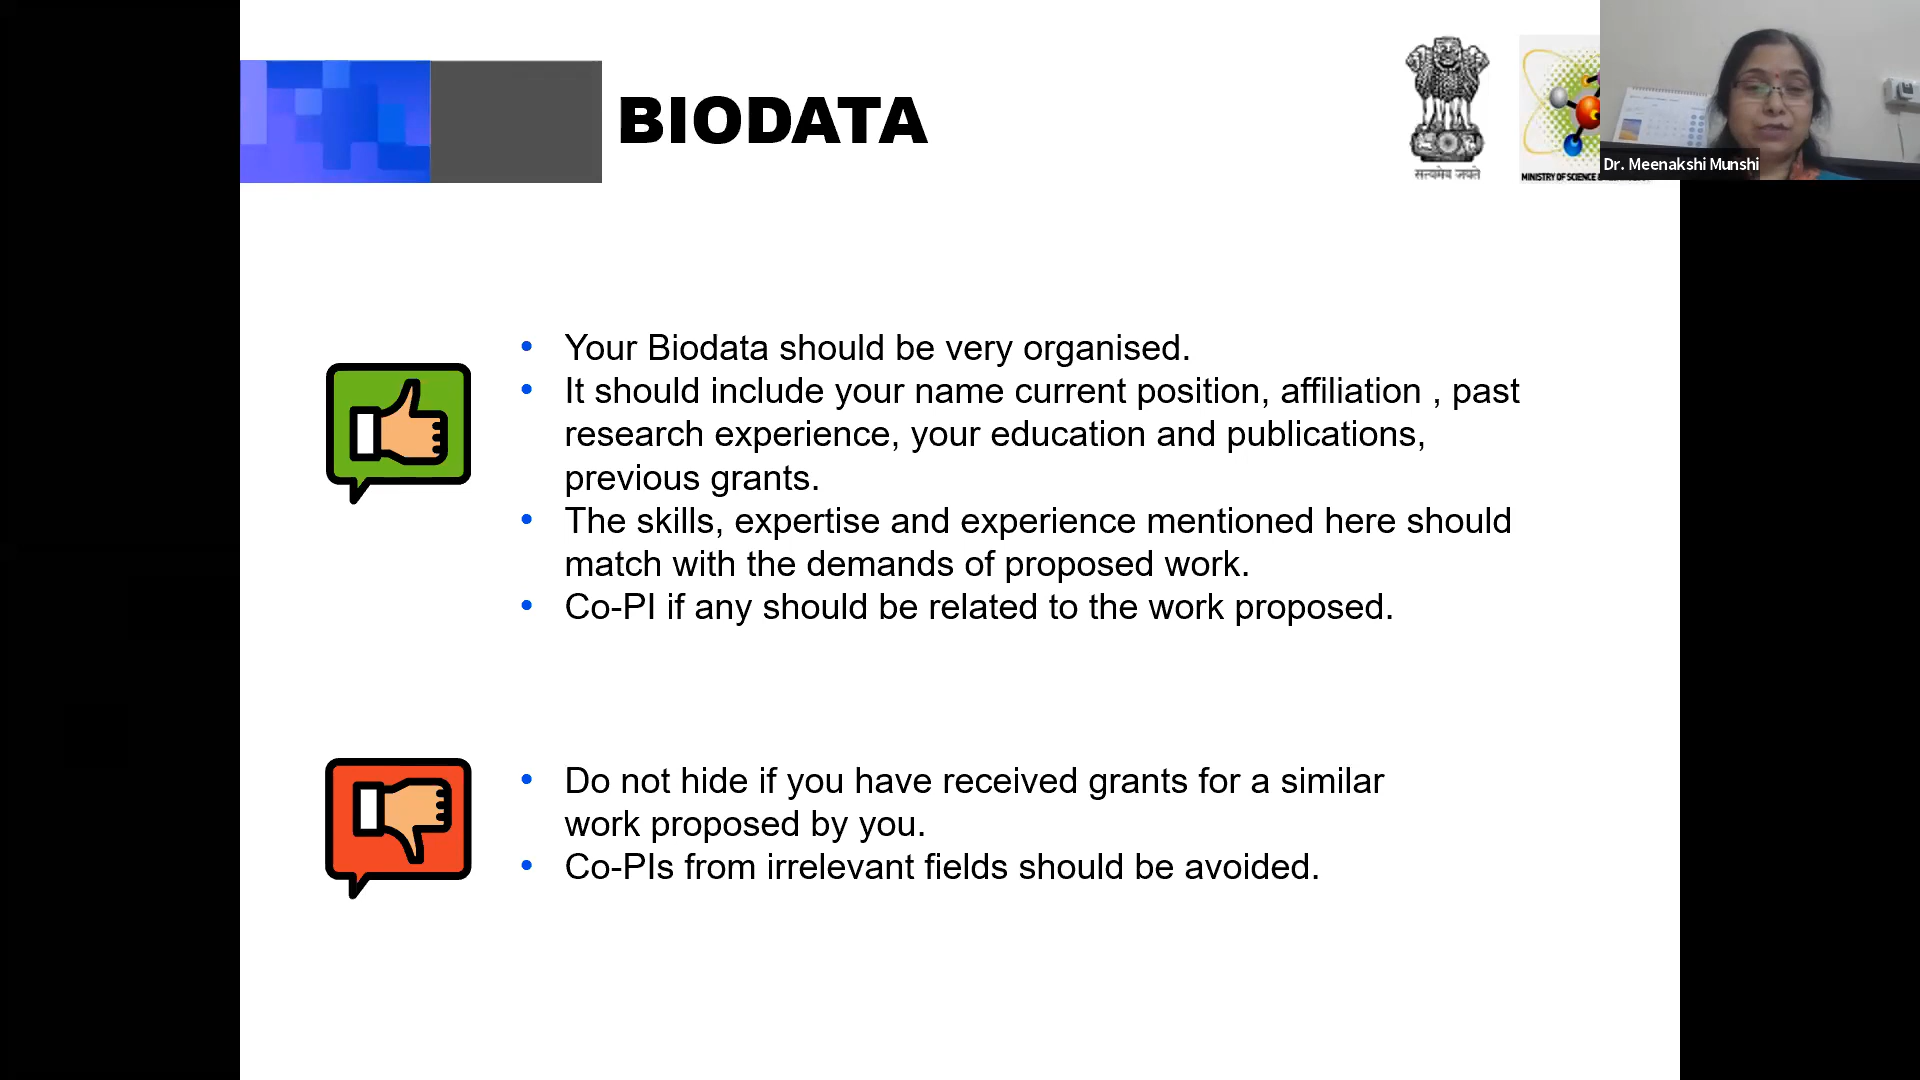 BIODATA
सत्यमेव जयते
MINISTRY OF SCIENCE
Dr. Meenakshi Munshi
• Your Biodata should be very organised.
• It should include your name current position, affiliation , past
research experience, your education and publications,
previous grants.
• The skills, expertise and experience mentioned here should
match with the demands of proposed work.
• Co-PI if any should be related to the work proposed.
• Do not hide if you have received grants for a similar
work proposed by you.
• Co-PIs from irrelevant fields should be avoided.